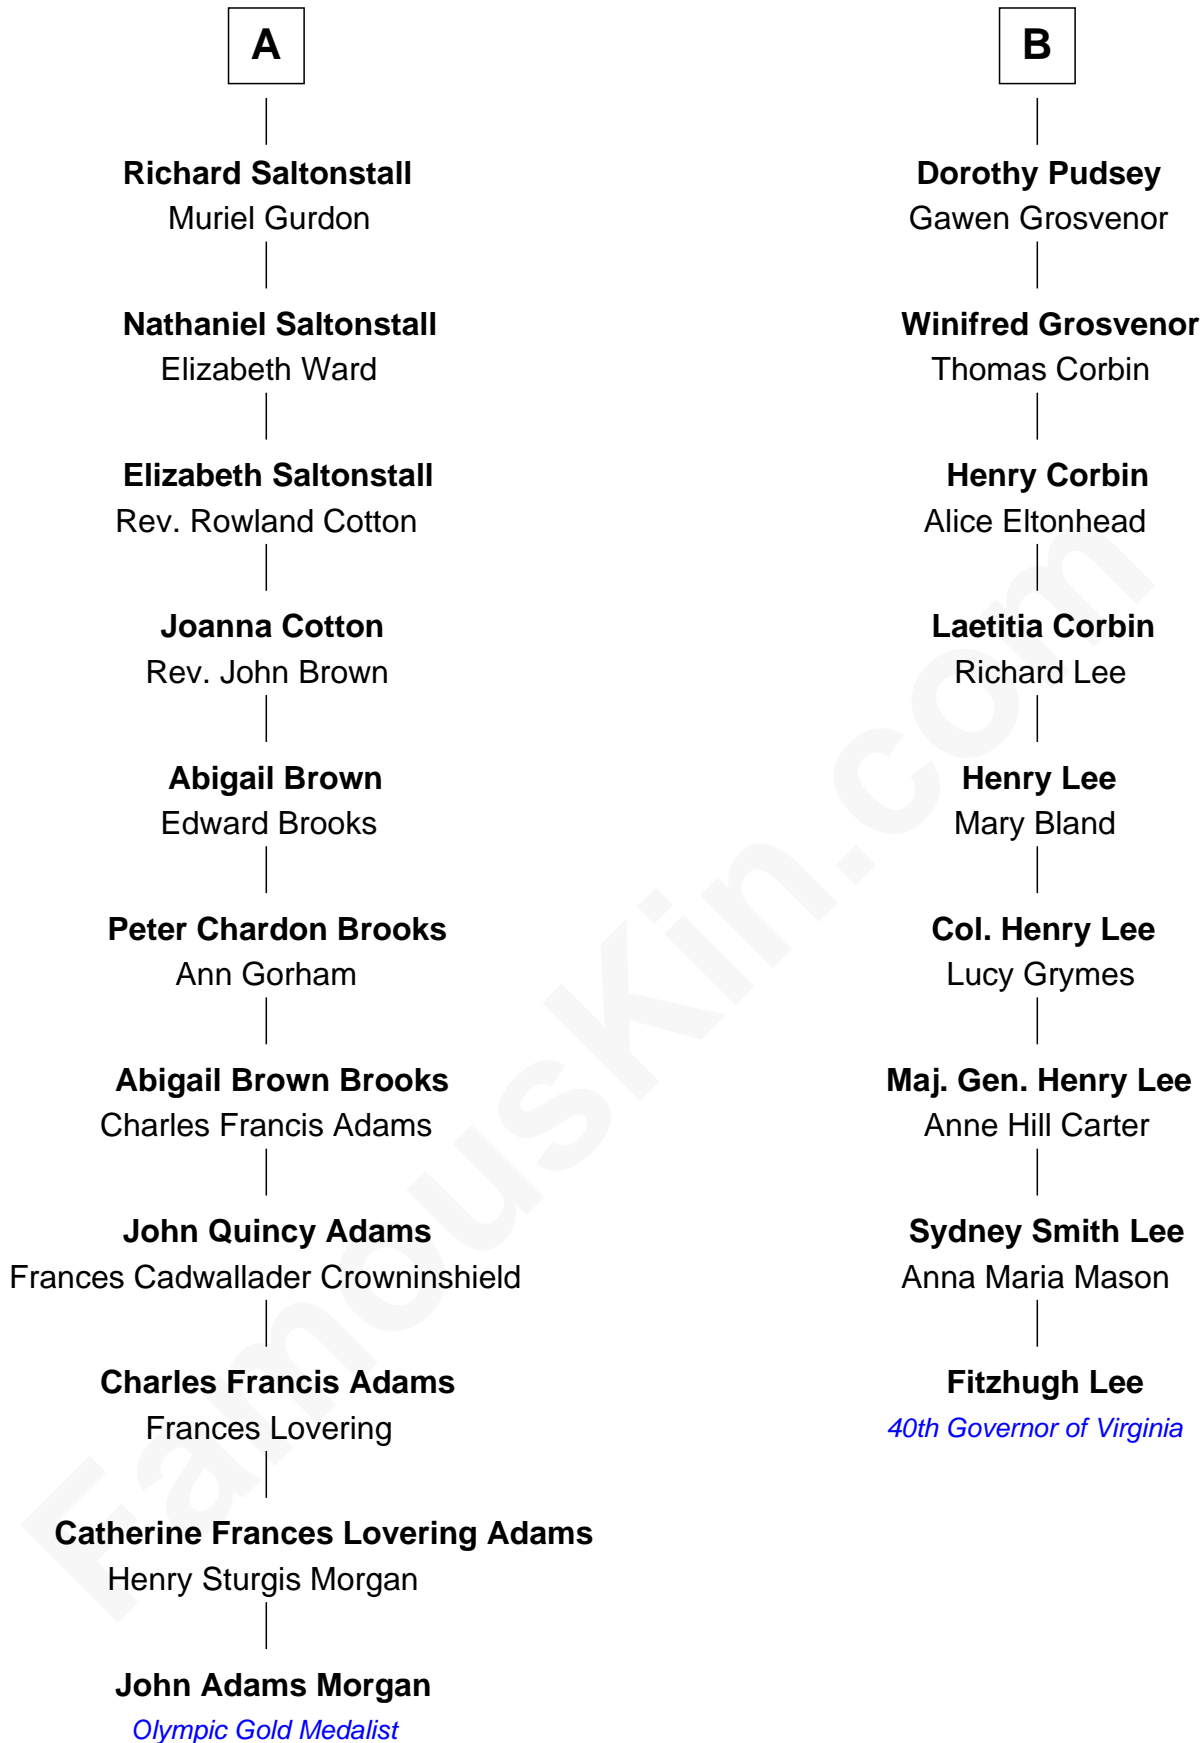 A
Richard Saltonstall
Muriel Gurdon
Nathaniel Saltonstall
Elizabeth Ward
Elizabeth Saltonstall
Rev. Rowland Cotton
Joanna Cotton
Rev. John Brown
Abigail Brown
Edward Brooks
Peter Chardon Brooks
Ann Gorham
Abigail Brown Brooks
Charles Francis Adams
John Quincy Adams
Frances Cadwallader Crowninshield
Charles Francis Adams
Frances Lovering
Catherine Frances Lovering Adams
Henry Sturgis Morgan
John Adams Morgan
Olympic Gold Medalist
B
Dorothy Pudsey
Gawen Grosvenor
Winifred Grosvenor
Thomas Corbin
Henry Corbin
Alice Eltonhead
Laetitia Corbin
Richard Lee
Henry Lee
Mary Bland
Col. Henry Lee
Lucy Grymes
Maj. Gen. Henry Lee
Anne Hill Carter
Sydney Smith Lee
Anna Maria Mason
Fitzhugh Lee
40th Governor of Virginia
FamousKin.com